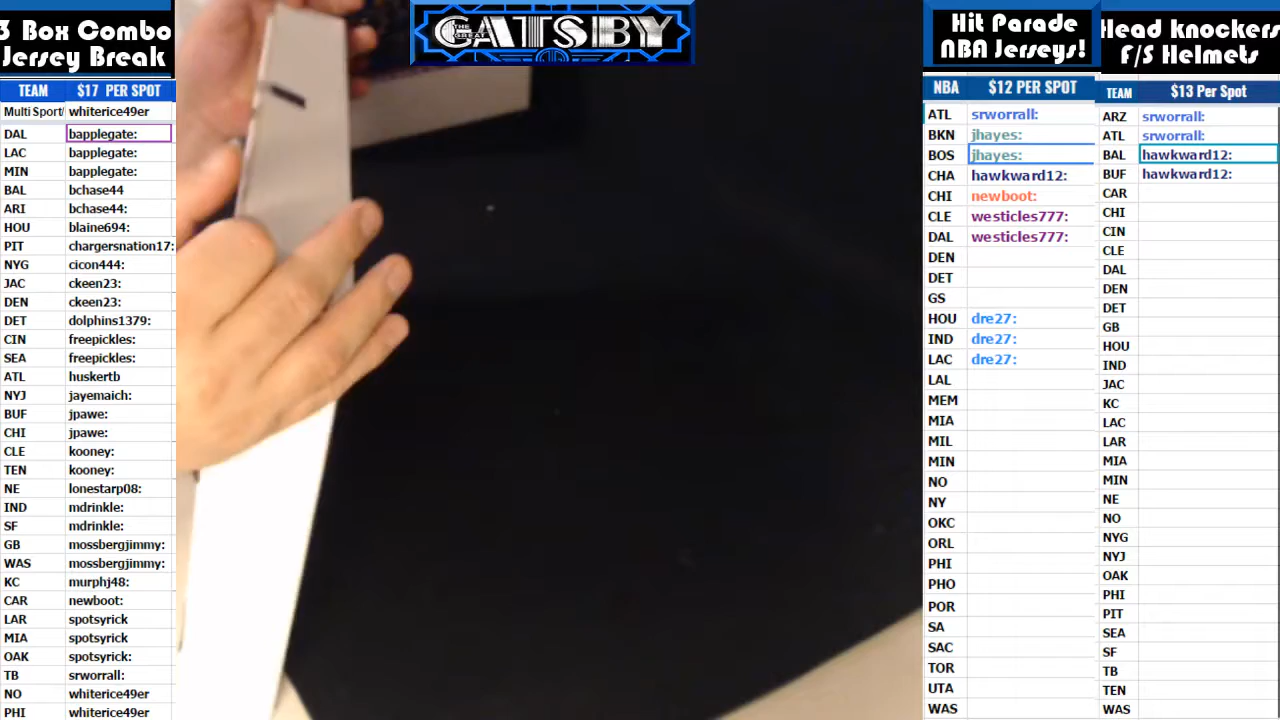 3 Box Combo
Jersey Break
TEAM $17 PER SPOT
Multi Sport/ whiterice49er
DAL bapplegate:
LAC bapplegate:
MIN bapplegate:
BAL bchase44
ARI bchase44:
HOU blaine694:
PIT chargersnation17:
NYG cicon444:
JAC ckeen23:
DEN ckeen23:
DET dolphins1379:
CIN freepickles:
SEA freepickles:
ATL huskertb
NYJ jayemaich:
BUF jpawe:
CHI jpawe:
CLE kooney:
TEN kooney:
NE lonestarp08:
IND mdrinkle:
SF mdrinkle:
GB mossbergjimmy:
WAS mossbergjimmy:
KC murphj48:
CAR newboot:
LAR spotsyrick
MIA spotsyrick
OAK spotsyrick:
TB srworrall:
NO whiterice49er
PHI whiterice49er
THE GREAT
GATSBY
Hit Parade
NBA Jerseys!
NBA $12 PER SPOT
ATL srworrall:
BKN jhayes:
BOS jhayes:
CHA hawkward12:
CHI newboot:
CLE westicles777:
DAL westicles777:
DEN
DET
GS
HOU dre27:
IND dre27:
LAC dre27:
LAL
MEM
MIA
MIL
MIN
NO
NY
OKC
ORL
PHI
PHO
POR
SA
SAC
TOR
UTA
WAS
Head knockers
F/S Helmets
TEAM $13 Per Spot
ARZ srworrall:
ATL srworrall:
BAL hawkward12:
BUF hawkward12:
CAR
CHI
CIN
CLE
DAL
DEN
DET
GB
HOU
IND
JAC
KC
LAC
LAR
MIA
MIN
NE
NO
NYG
NYJ
OAK
PHI
PIT
SEA
SF
TB
TEN
WAS